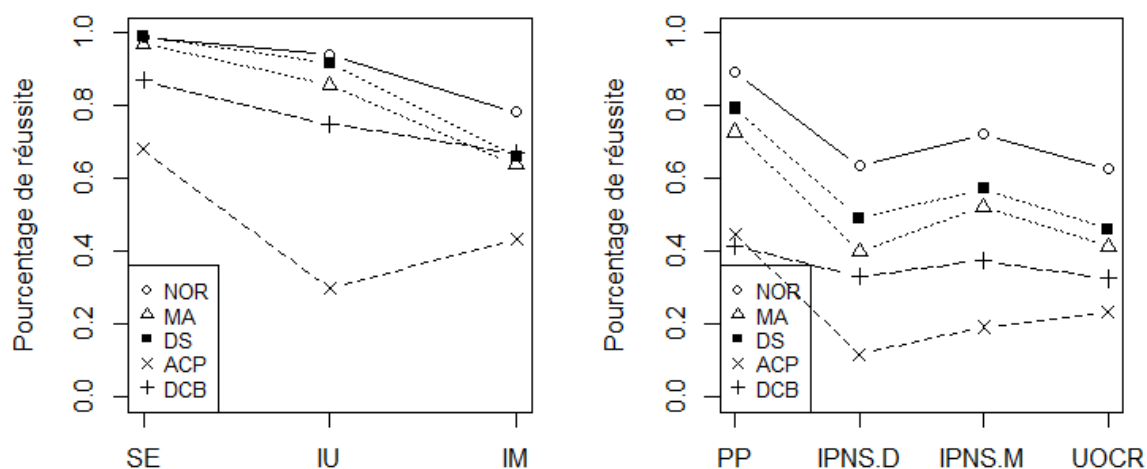 Pourcentage de réussite
1.0
0.8
0.6
0.4
0.2
0.0
NOR
MA
DS
ACP
DCB
SE IU IM
Pourcentage de réussite
1.0
0.8
0.6
0.4
0.2
0.0
NOR
MA
DS
ACP
DCB
PP IPNS.D IPNS.M UOCR